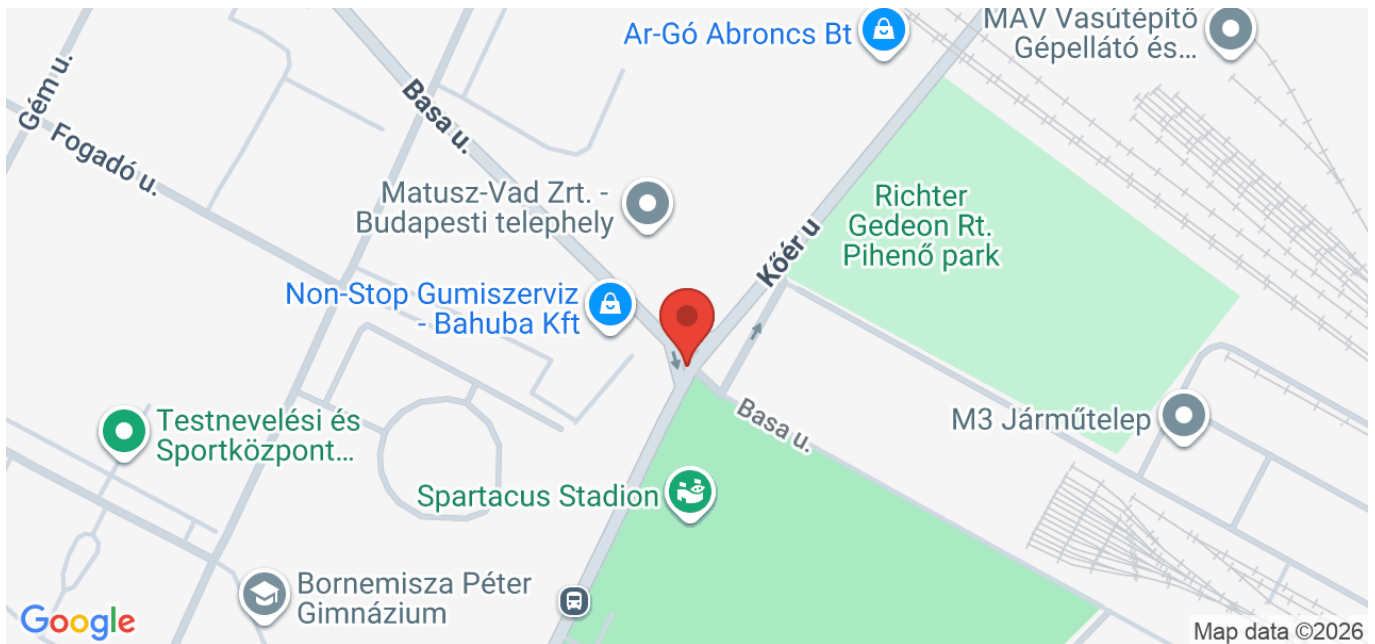 Ar-Gó Abroncs Bt
MÁV Vasútépítő
Gépellátó és...
Gém u.
Basa u.
Fogadó u.
Matusz-Vad Zrt. -
Budapesti telephely
Richter
Gedeon Rt.
Pihenő park
Kőér u
Non-Stop Gumiszerviz
- Bahuba Kft
Basa u.
M3 Járműtelep
Testnevelési és
Sportközpont...
Spartacus Stadion
Bornemisza Péter
Gimnázium
Google
Map data ©2026